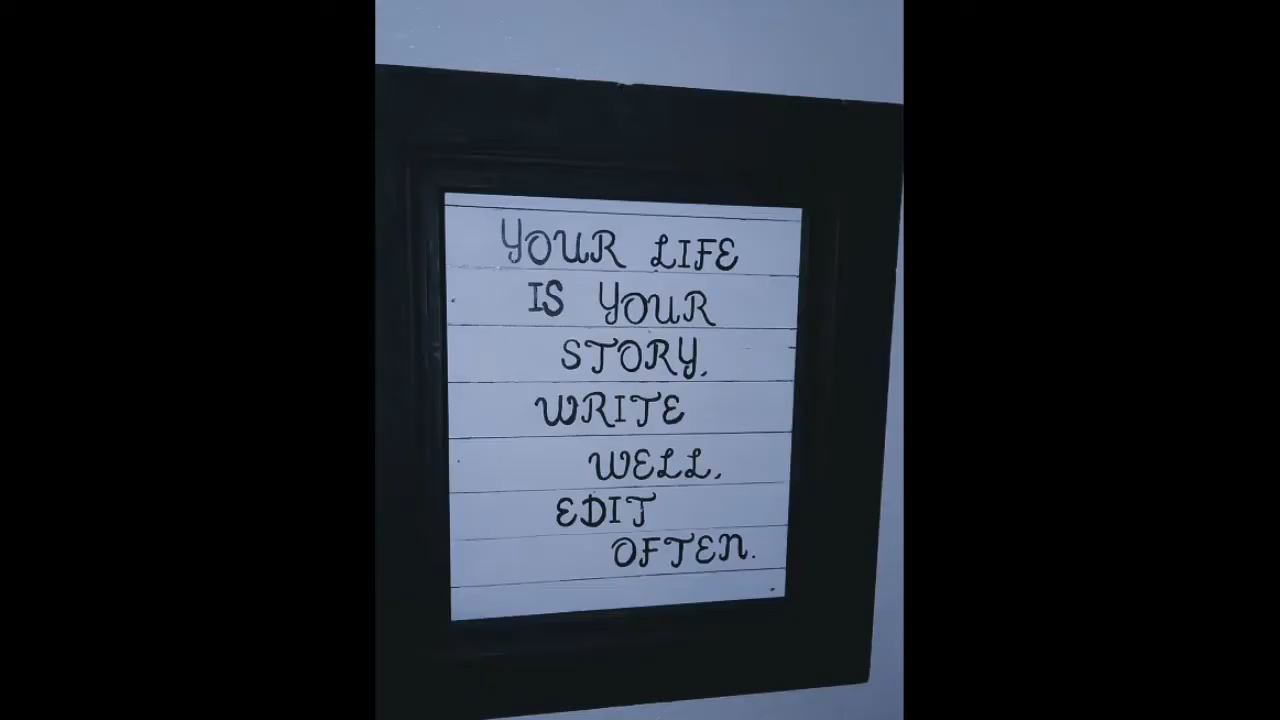 YOUR LIFE
IS YOUR
STORY.
WRITE
WELL,
EDIT
OFTEN.